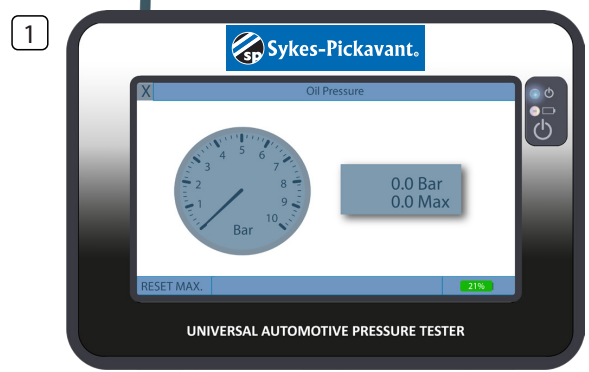 1
SP Sykes-Pickavant®
X Oil Pressure
1 2 3 4 5 6 7 8 9 10
Bar
0.0 Bar
0.0 Max
RESET MAX. 21%
UNIVERSAL AUTOMOTIVE PRESSURE TESTER